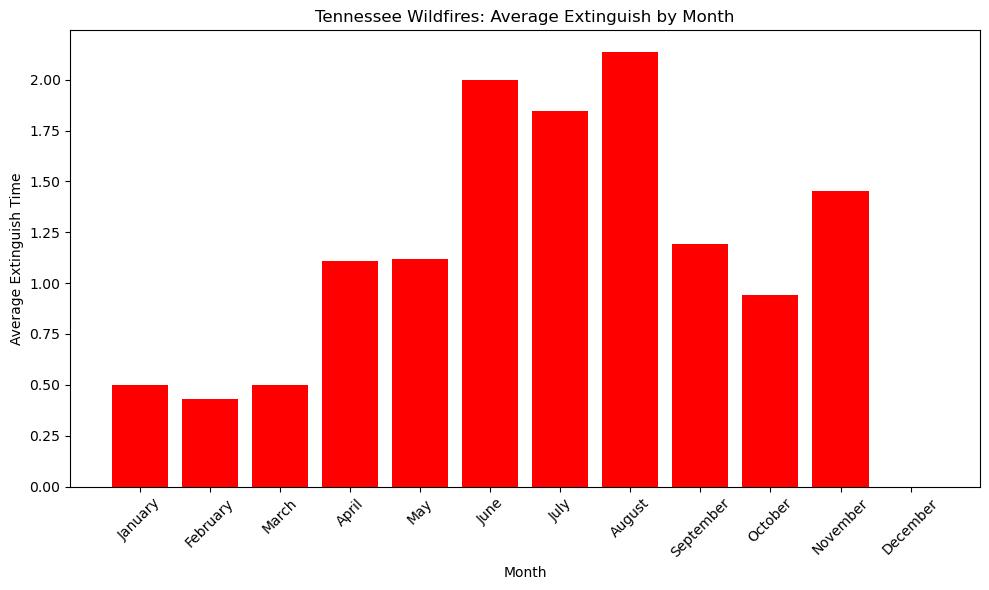 Tennessee Wildfires: Average Extinguish by Month
Average Extinguish Time
2.00
1.75
1.50
1.25
1.00
0.75
0.50
0.25
0.00
January
February
March
April
May
June
July
August
September
October
November
December
Month